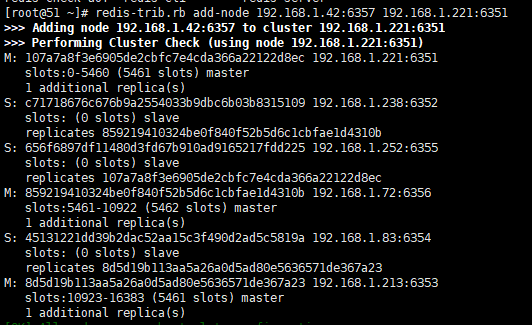 [root@51 ~]# redis-trib.rb add-node 192.168.1.42:6357 192.168.1.221:6351
>>> Adding node 192.168.1.42:6357 to cluster 192.168.1.221:6351
>>> Performing Cluster Check (using node 192.168.1.221:6351)
M: 107a7a8f3e6905de2cbfc7e4cda366a22122d8ec 192.168.1.221:6351
slots:0-5460 (5461 slots) master
1 additional replica(s)
S: c71718676c676b9a2554033b9dbc6b03b8315109 192.168.1.238:6352
slots: (0 slots) slave
replicates 859219410324be0f840f52b5d6c1cbfae1d4310b
S: 656f6897df11480d3fd67b910ad9165217fdd225 192.168.1.252:6355
slots: (0 slots) slave
replicates 107a7a8f3e6905de2cbfc7e4cda366a22122d8ec
M: 859219410324be0f840f52b5d6c1cbfae1d4310b 192.168.1.72:6356
slots:5461-10922 (5462 slots) master
1 additional replica(s)
S: 45131221dd39b2dac52aa15c3f490d2ad5c5819a 192.168.1.83:6354
slots: (0 slots) slave
replicates 8d5d19b113aa5a26a0d5ad80e5636571de367a23
M: 8d5d19b113aa5a26a0d5ad80e5636571de367a23 192.168.1.213:6353
slots:10923-16383 (5461 slots) master
1 additional replica(s)